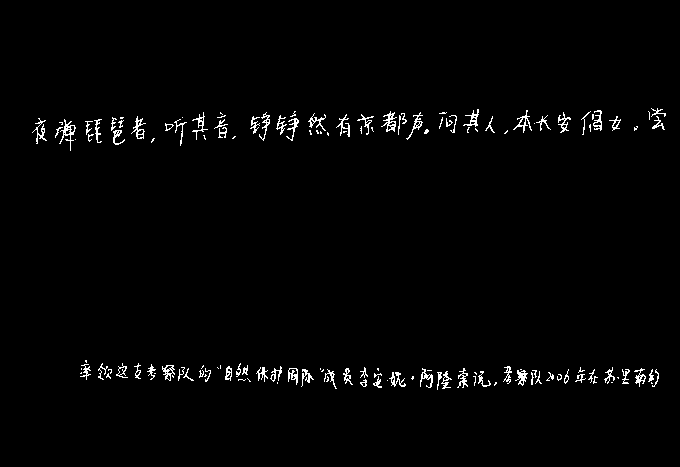 夜弹琵琶者,听其音,铮铮然有京都声。问其人,本长安倡女。尝
率领这支考察队的“自然保护国际”成员李安妮·阿隆索说,考察队2006年在苏里南的